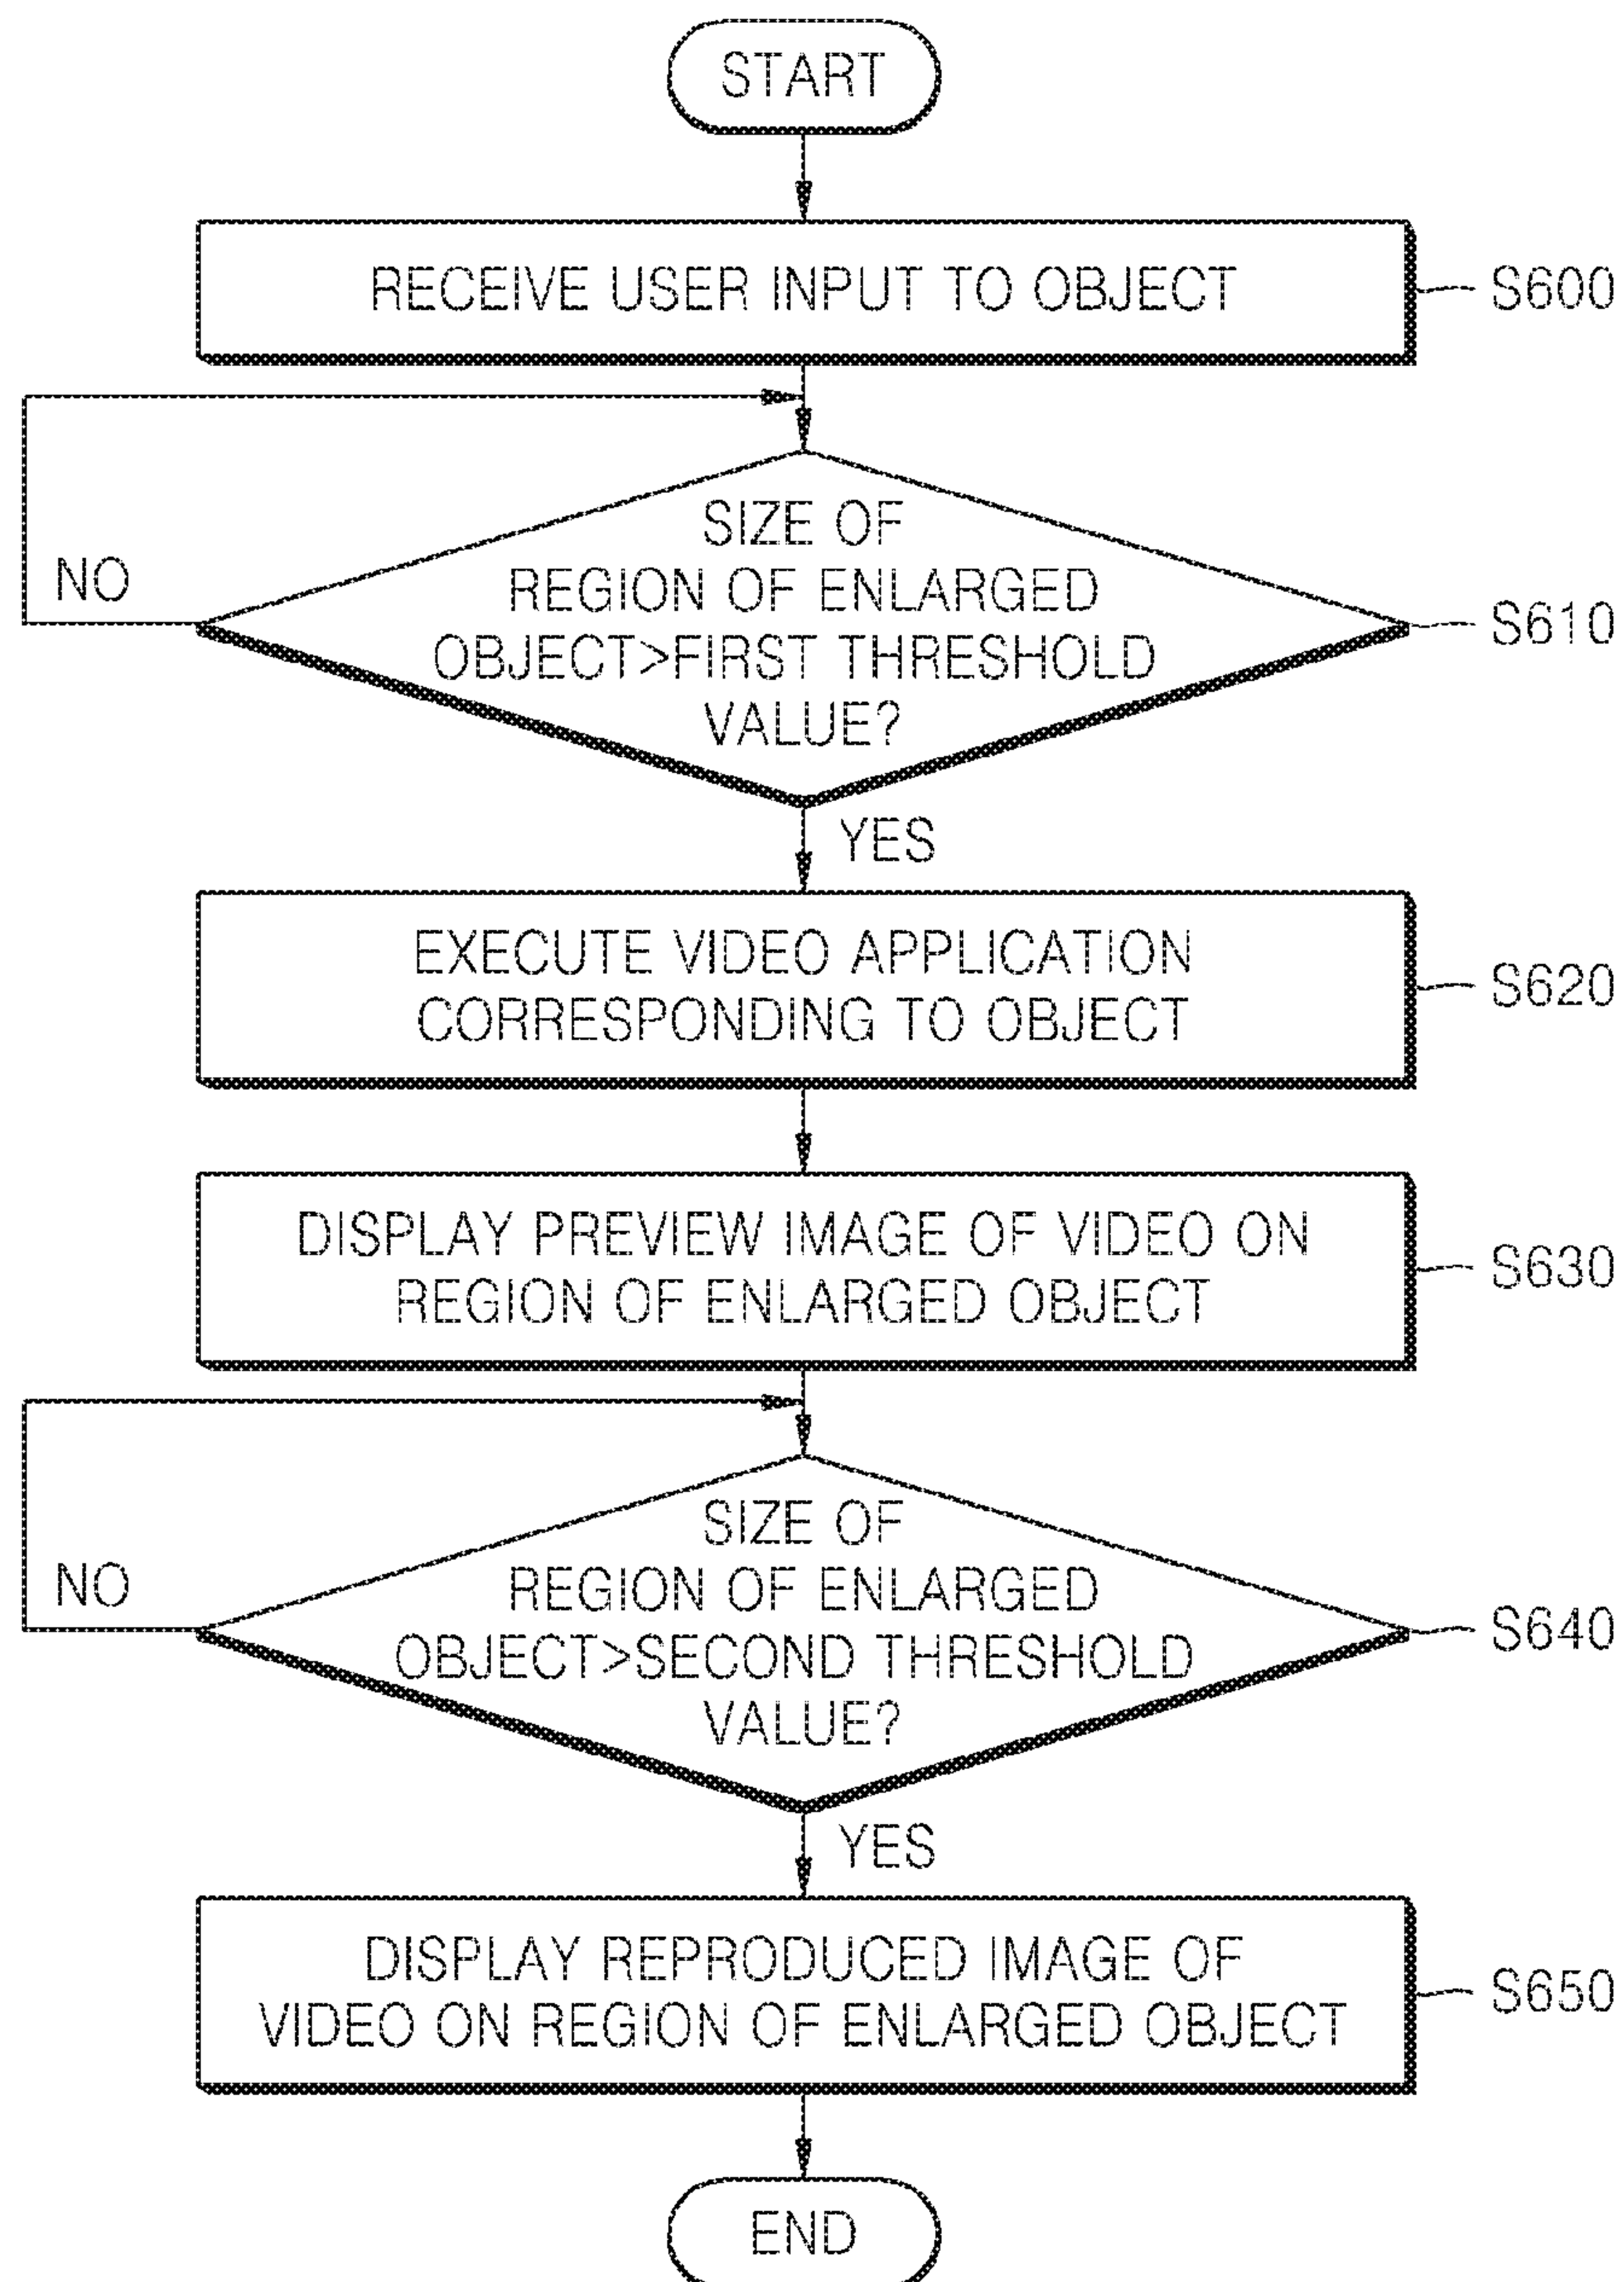 START
RECEIVE USER INPUT TO OBJECT
S600
SIZE OF
REGION OF ENLARGED
OBJECT>FIRST THRESHOLD
VALUE?
NO
S610
YES
EXECUTE VIDEO APPLICATION
CORRESPONDING TO OBJECT
S620
DISPLAY PREVIEW IMAGE OF VIDEO ON
REGION OF ENLARGED OBJECT
S630
SIZE OF
REGION OF ENLARGED
OBJECT>SECOND THRESHOLD
VALUE?
NO
S640
YES
DISPLAY REPRODUCED IMAGE OF
VIDEO ON REGION OF ENLARGED OBJECT
S650
END